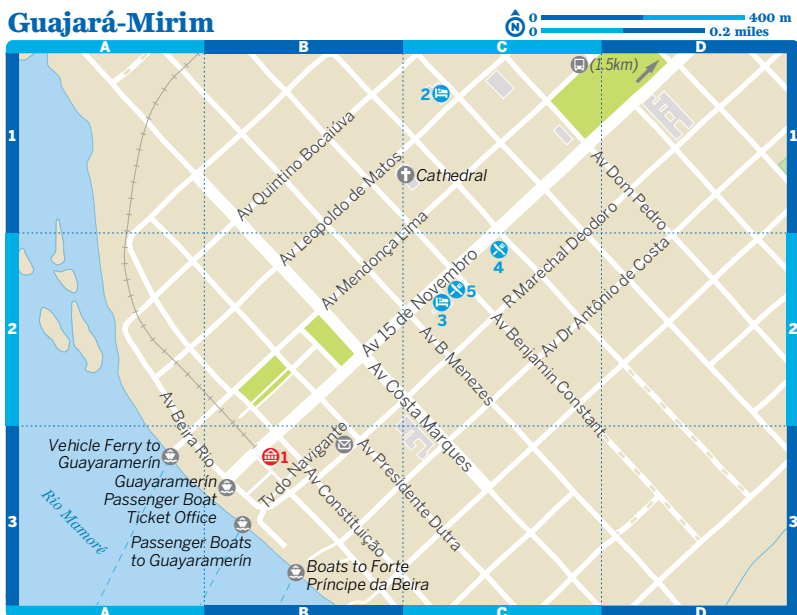 Guajará-Mirim
N
0 400 m
0 0.2 miles
A B C D
1 1
2 2
3 3
(1.5km)
2
Av Quintino Bocaiúva
Av Leopoldo de Matos
Cathedral
Av Dom Pedro
Av Mendonça Lima
R Marechal Deodoro
Av Dr Antônio de Costa
4
5
3
Av 15 de Novembro
Av B Menezes
Av Benjamin Constant
Av Costa Marques
Av Beira Rio
Tv do Navigante
Av Presidente Dutra
Av Constituição
1
Vehicle Ferry to
Guayaramerín
Guayaramerín
Passenger Boat
Ticket Office
Rio Mamoré
Passenger Boats
to Guayaramerín
Boats to Forte
Príncipe da Beira
A B C D